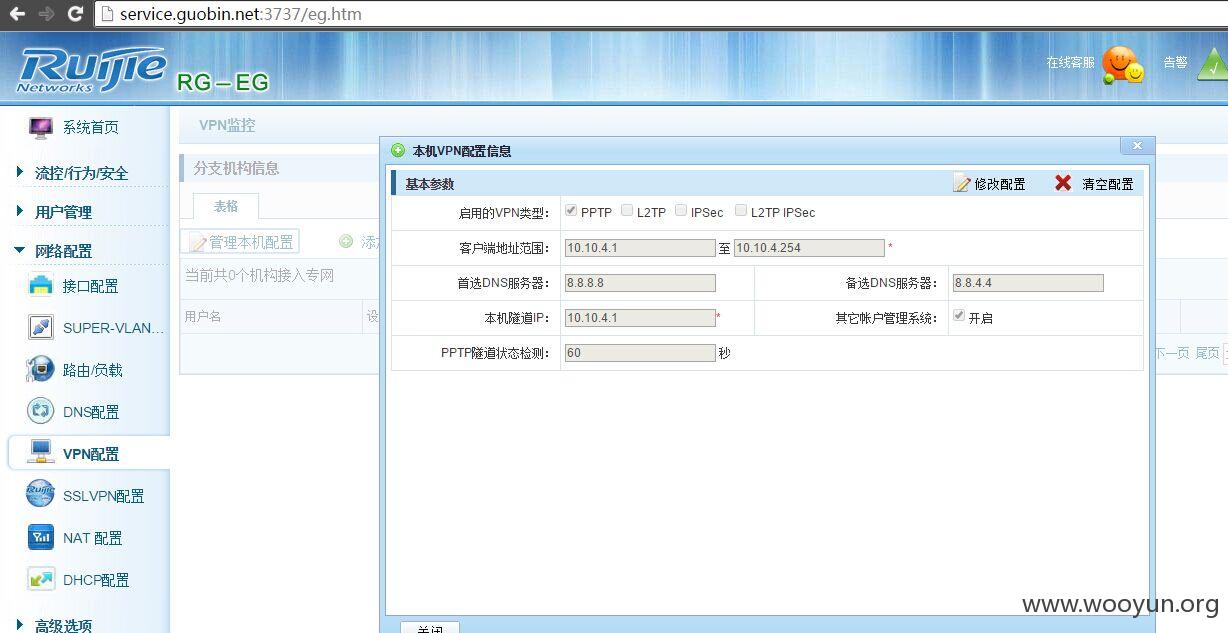 service.guobin.net:3737/eg.htm
RUIJIE Networks RG-EG
在线客服 告警
系统首页
流控/行为/安全
用户管理
网络配置
接口配置
SUPER-VLAN...
路由/负载
DNS配置
VPN配置
SSLVPN配置
NAT 配置
DHCP配置
高级选项
VPN监控
分支机构信息
表格
管理本机配置
当前共0个机构接入专网
用户名
下一页 尾页
本机VPN配置信息
基本参数 修改配置 清空配置
启用的VPN类型: PPTP L2TP IPSec L2TP IPSec
客户端地址范围: 10.10.4.1 至 10.10.4.254 *
首选DNS服务器: 8.8.8.8 备选DNS服务器: 8.8.4.4
本机隧道IP: 10.10.4.1 * 其它帐户管理系统: 开启
PPTP隧道状态检测: 60 秒
关闭
www.wooyun.org